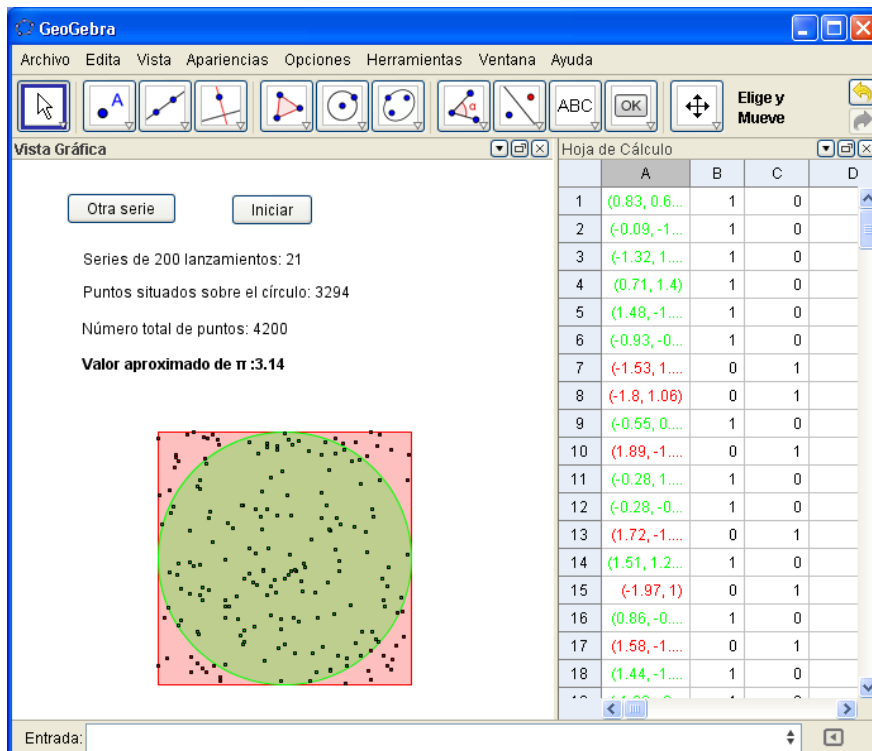 GeoGebra
Archivo Edita Vista Apariencias Opciones Herramientas Ventana Ayuda
A α ABC OK Elige y
Mueve
Vista Gráfica
Hoja de Cálculo
Otra serie Iniciar
Series de 200 lanzamientos: 21
Puntos situados sobre el círculo: 3294
Número total de puntos: 4200
Valor aproximado de π :3.14
A B C D
1 (0.83, 0.6... 1 0
2 (-0.09, -1... 1 0
3 (-1.32, 1.... 1 0
4 (0.71, 1.4) 1 0
5 (1.48, -1.... 1 0
6 (-0.93, -0... 1 0
7 (-1.53, 1.... 0 1
8 (-1.8, 1.06) 0 1
9 (-0.55, 0.... 1 0
10 (1.89, -1.... 0 1
11 (-0.28, 1.... 1 0
12 (-0.28, -0... 1 0
13 (1.72, -1.... 0 1
14 (1.51, 1.2... 1 0
15 (-1.97, 1) 0 1
16 (0.86, -0.... 1 0
17 (1.58, -1.... 0 1
18 (1.44, -1.... 1 0
Entrada: